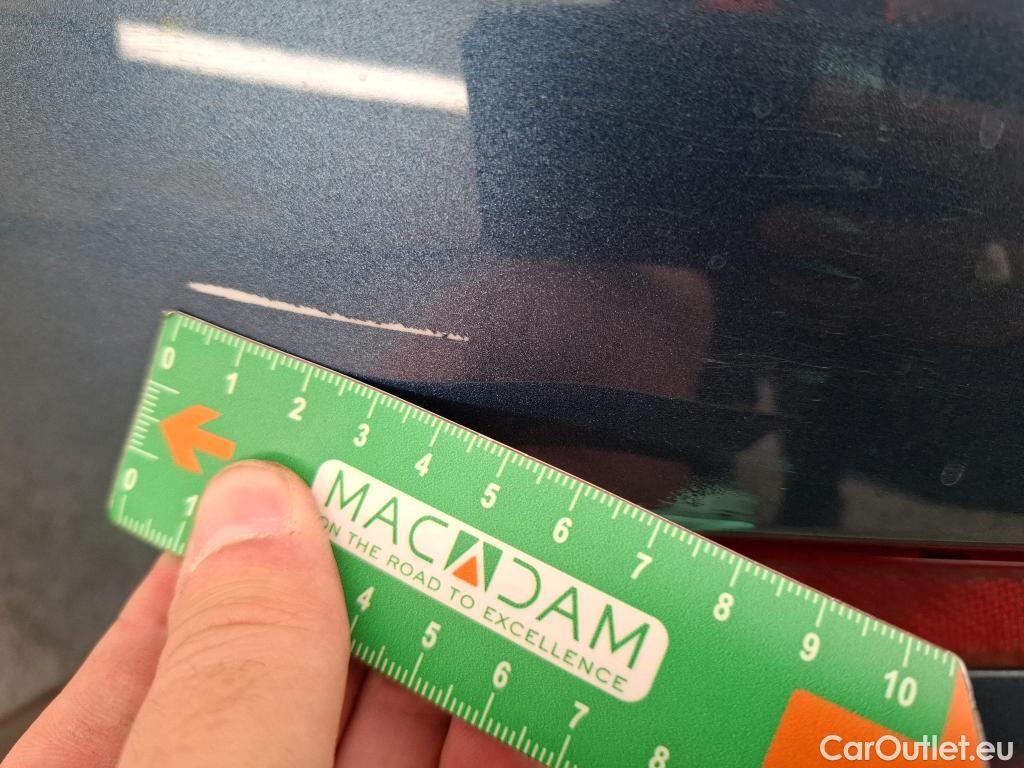 0 1 2 3 4 5 6 7 8 9 10
MACADAM
ON THE ROAD TO EXCELLENCE
0 1 4 5 6 7 8
CarOutlet.eu